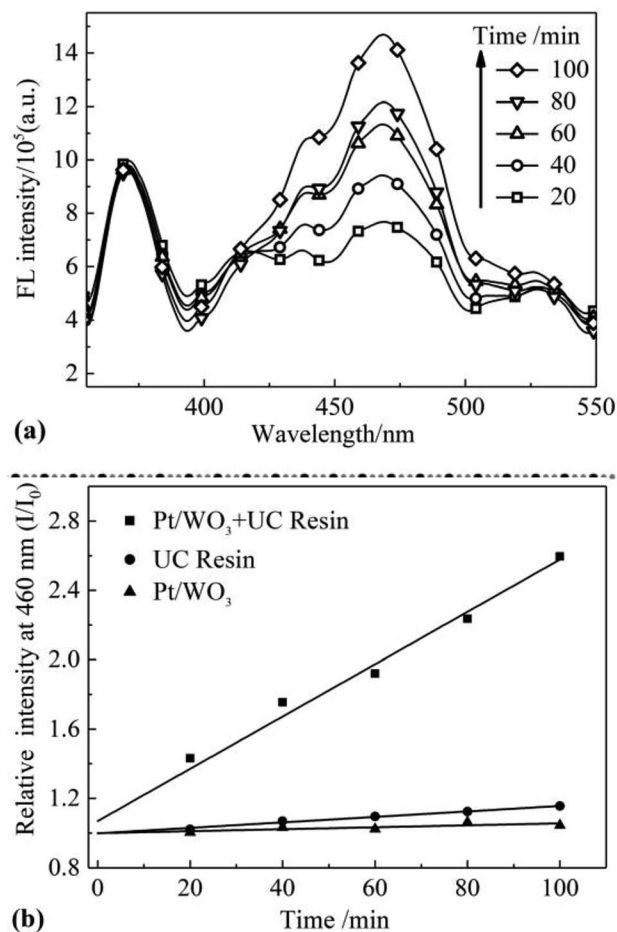 Time /min
100
80
60
40
20
14
12
10
8
6
4
2
FL intensity/10⁵(a.u.)
400 450 500 550
Wavelength/nm
(a)
Pt/WO₃+UC Resin
UC Resin
Pt/WO₃
2.8
2.4
2.0
1.6
1.2
0.8
Relative intensity at 460 nm (I/I₀)
0 20 40 60 80 100
Time /min
(b)